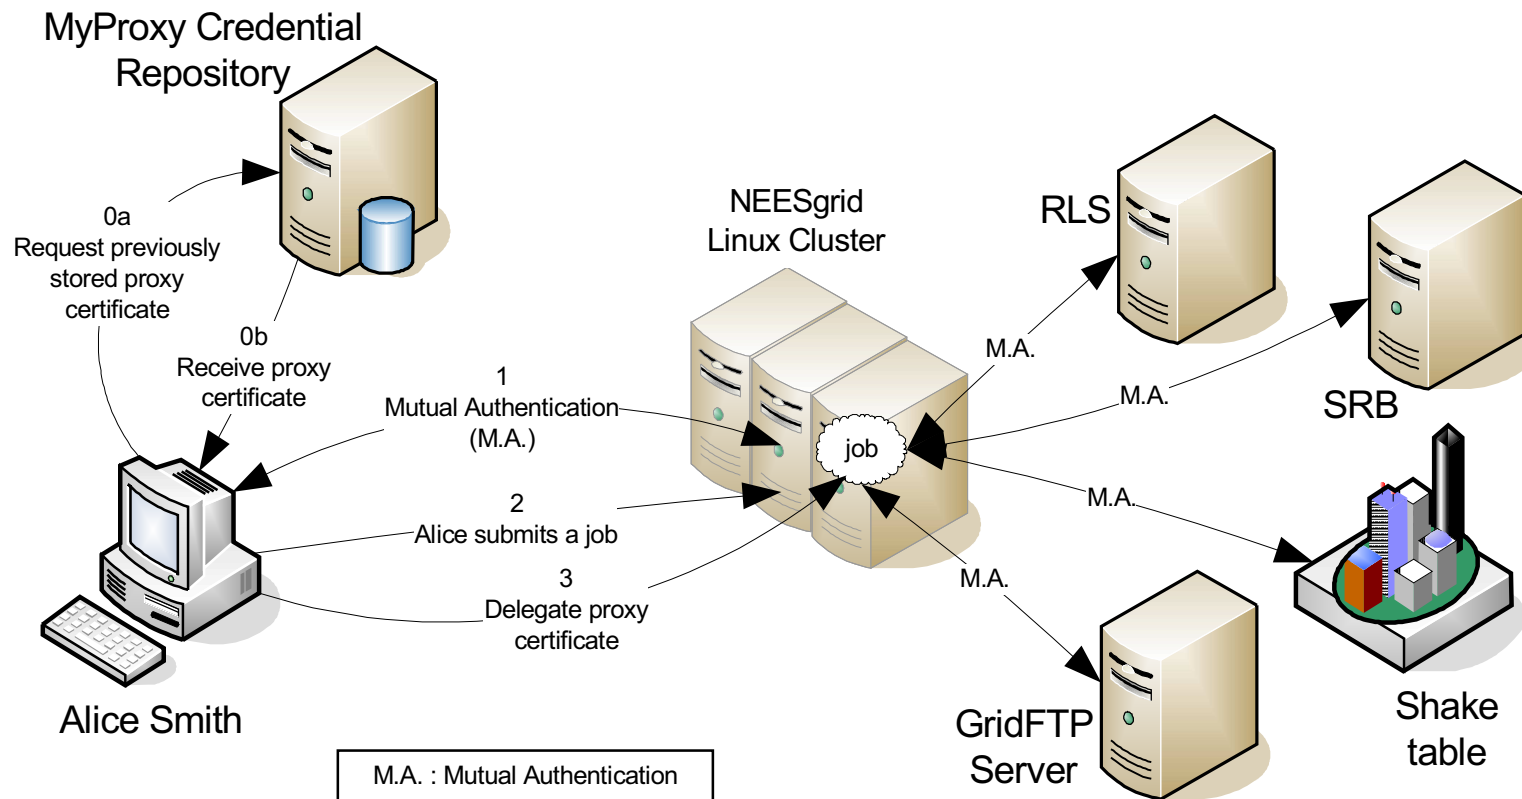 MyProxy Credential
Repository
0a
Request previously
stored proxy
certificate
0b
Receive proxy
certificate
1
Mutual Authentication
(M.A.)
2
Alice submits a job
3
Delegate proxy
certificate
Alice Smith
NEESgrid
Linux Cluster
job
M.A.
M.A.
M.A.
M.A.
RLS
SRB
Shake
table
GridFTP
Server
M.A. : Mutual Authentication